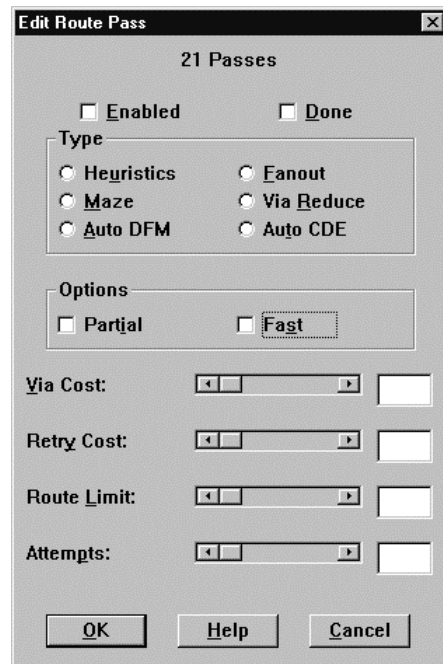 Edit Route Pass
21 Passes
Enabled Done
Type
Heuristics Fanout
Maze Via Reduce
Auto DFM Auto CDE
Options
Partial Fast
Via Cost:
Retry Cost:
Route Limit:
Attempts:
OK Help Cancel